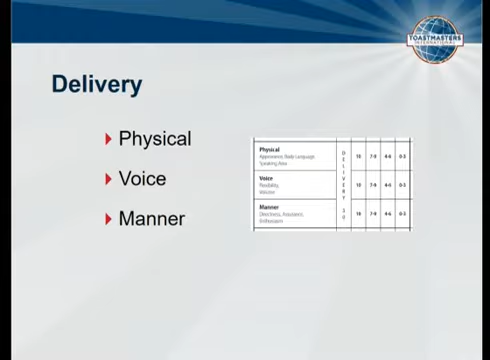 TOASTMASTERS
INTERNATIONAL
Delivery
Physical
Voice
Manner
Physical
Appearance, Body Language,
Speaking Area
DELIVERY
30
10 7-9 4-6 0-3
Voice
Flexibility,
Volume
10 7-9 4-6 0-3
Manner
Directness, Assurance,
Enthusiasm
10 7-9 4-6 0-3